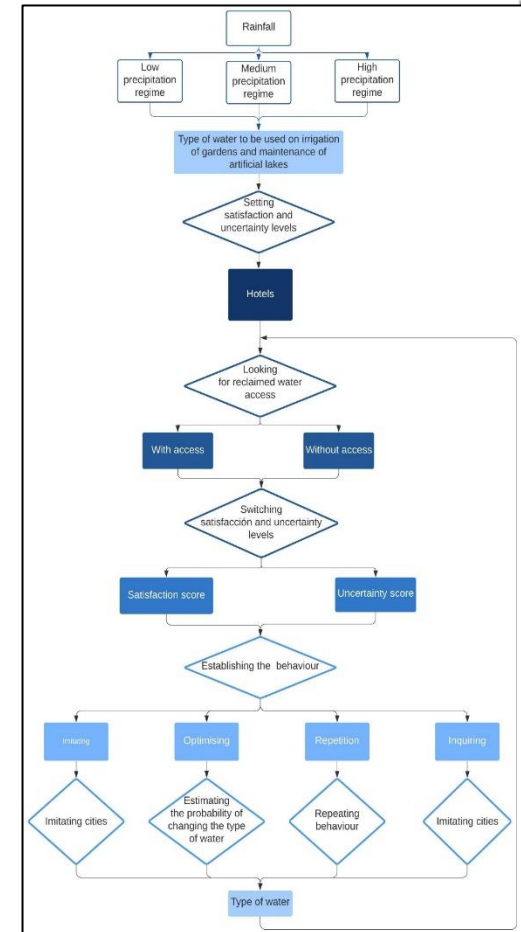 Rainfall
Low
precipitation
regime
Medium
precipitation
regime
High
precipitation
regime
Type of water to be used on irrigation
of gardens and maintenance of
artificial lakes
Setting
satisfaction and
uncertainty levels
Hotels
Looking
for reclaimed water
access
With access
Without access
Switching
satisfacción and uncertainty
levels
Satisfaction score
Uncertainty score
Establishing the behaviour
Imitating
Optimising
Repetition
Inquiring
Imitating cities
Estimating
the probability of
changing the type
of water
Repeating
behaviour
Imitating cities
Type of water